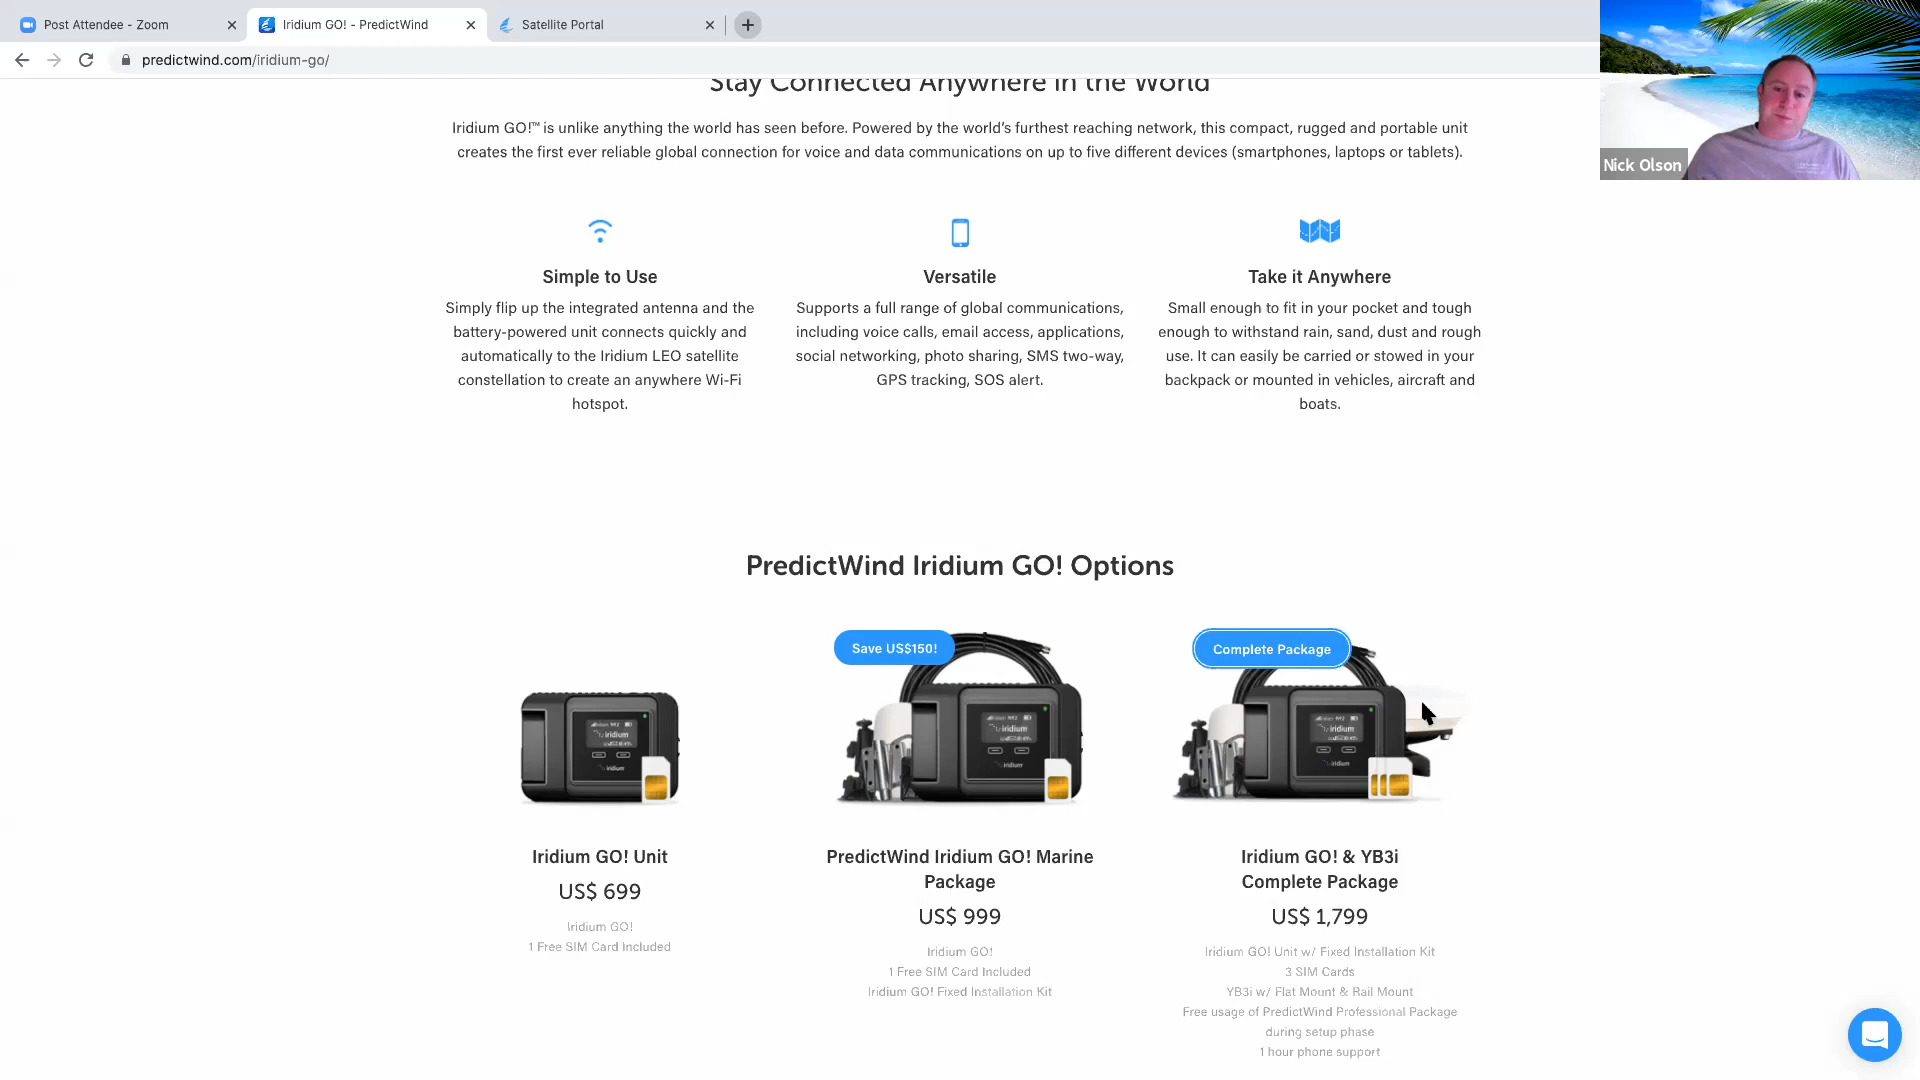 Post Attendee - Zoom
Iridium GO! - PredictWind
Satellite Portal
predictwind.com/iridium-go/
Nick Olson
Stay Connected Anywhere in the World
Iridium GO!™ is unlike anything the world has seen before. Powered by the world's furthest reaching network, this compact, rugged and portable unit
creates the first ever reliable global connection for voice and data communications on up to five different devices (smartphones, laptops or tablets).
Simple to Use
Simply flip up the integrated antenna and the
battery-powered unit connects quickly and
automatically to the Iridium LEO satellite
constellation to create an anywhere Wi-Fi
hotspot.
Versatile
Supports a full range of global communications,
including voice calls, email access, applications,
social networking, photo sharing, SMS two-way,
GPS tracking, SOS alert.
Take it Anywhere
Small enough to fit in your pocket and tough
enough to withstand rain, sand, dust and rough
use. It can easily be carried or stowed in your
backpack or mounted in vehicles, aircraft and
boats.
PredictWind Iridium GO! Options
iridium
iridium
Iridium GO! Unit
US$ 699
Iridium GO!
1 Free SIM Card Included
Save US$150!
iridium
iridium
PredictWind Iridium GO! Marine
Package
US$ 999
Iridium GO!
1 Free SIM Card Included
Iridium GO! Fixed Installation Kit
Complete Package
iridium
iridium
Iridium GO! & YB3i
Complete Package
US$ 1,799
Iridium GO! Unit w/ Fixed Installation Kit
3 SIM Cards
YB3i w/ Flat Mount & Rail Mount
Free usage of PredictWind Professional Package
during setup phase
1 hour phone support